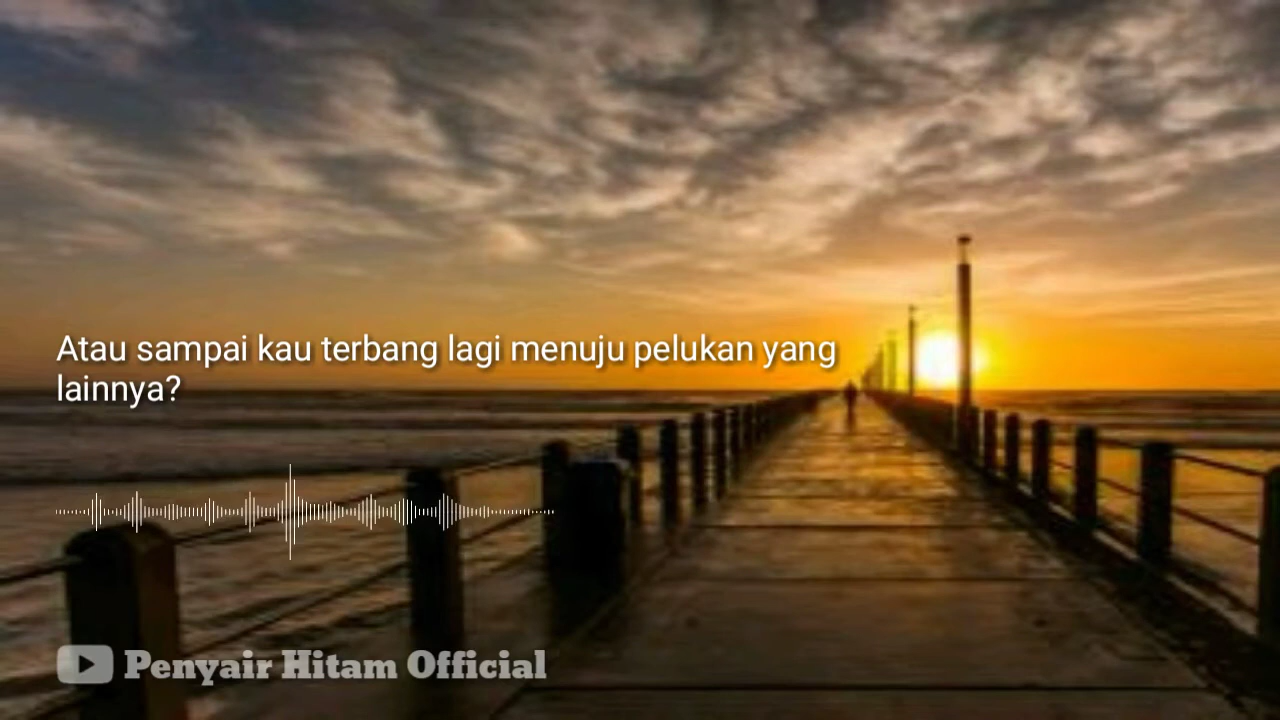 Atau sampai kau terbang lagi menuju pelukan yang
lainnya?
Penyair Hitam Official